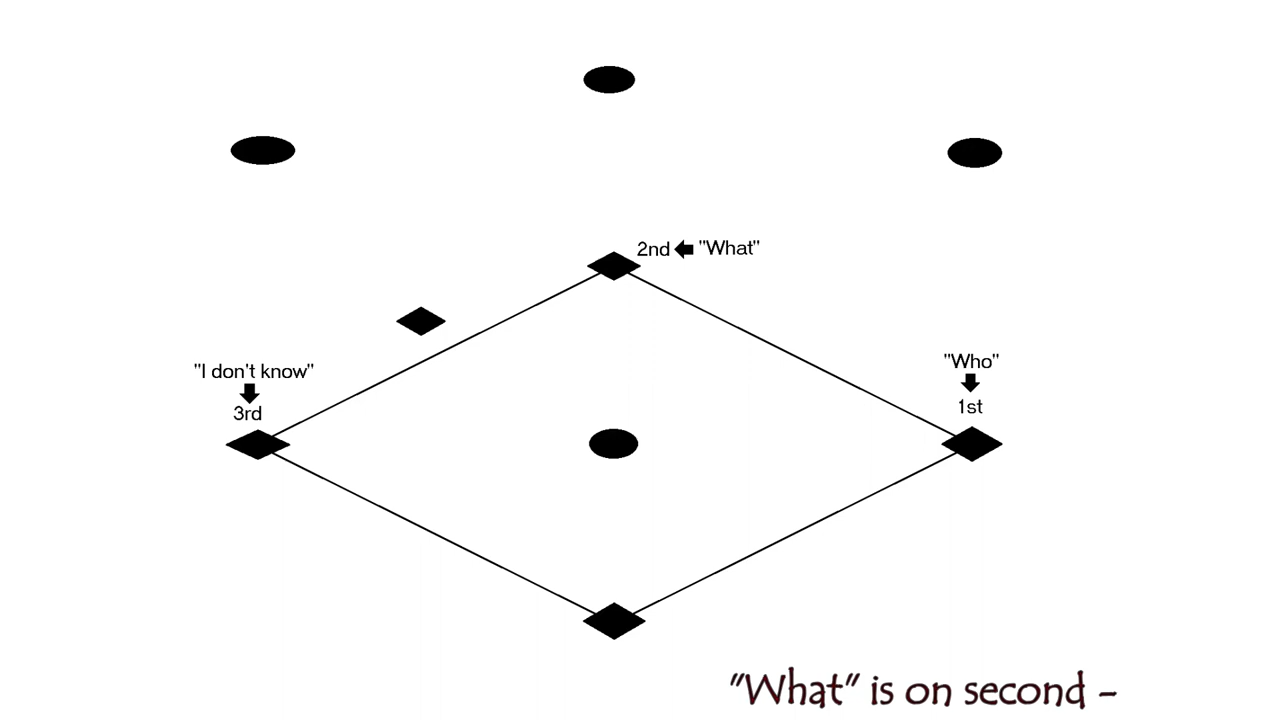 2nd "What"
"I don't know"
3rd
"Who"
1st
"What" is on second -